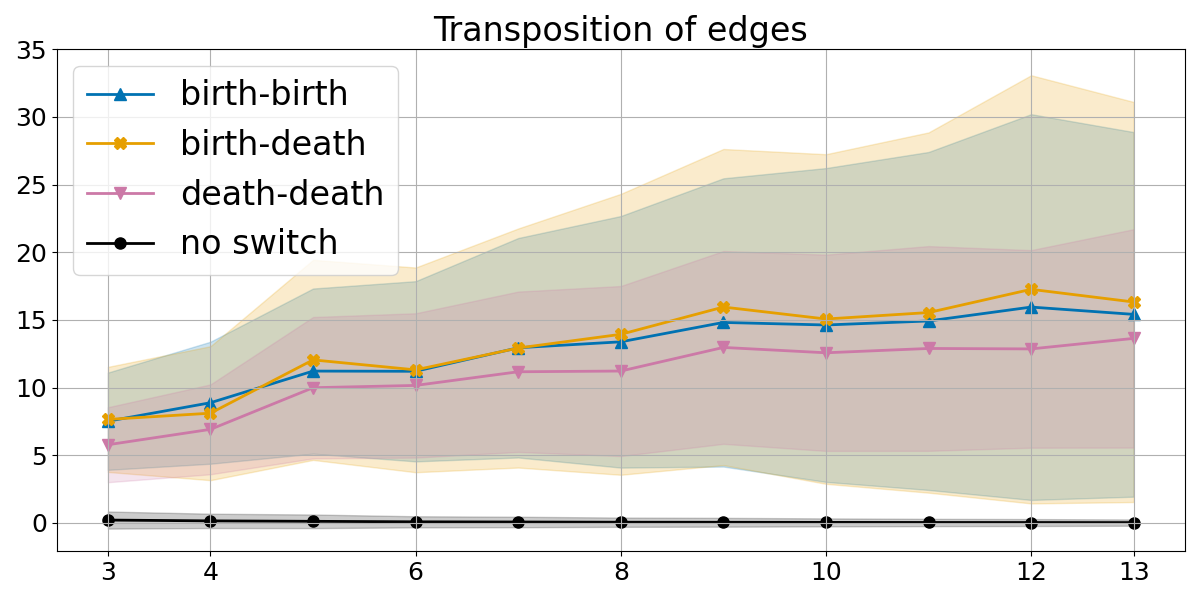 Transposition of edges
35
30
25
20
15
10
5
0
birth-birth
birth-death
death-death
no switch
3 4 6 8 10 12 13